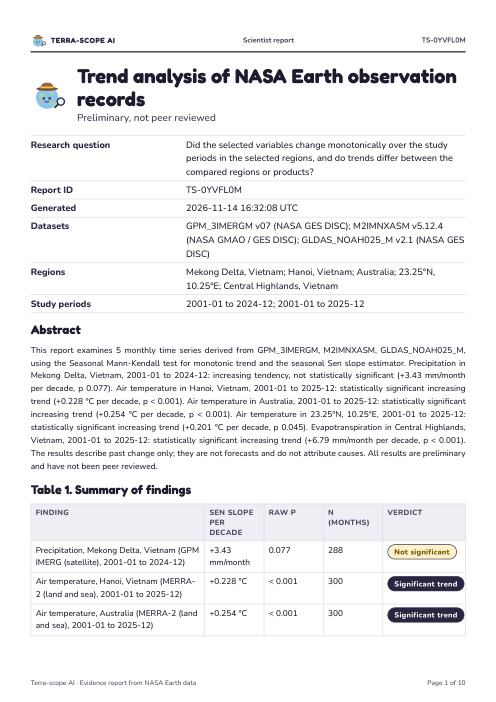 TERRA-SCOPE AI
Scientist report
TS-0YVFL0M
Trend analysis of NASA Earth observation
records
Preliminary, not peer reviewed
Research question
Did the selected variables change monotonically over the study
periods in the selected regions, and do trends differ between the
compared regions or products?
Report ID
TS-0YVFL0M
Generated
2026-11-14 16:32:08 UTC
Datasets
GPM_3IMERGM v07 (NASA GES DISC); M2IMNXASM v5.12.4
(NASA GMAO / GES DISC); GLDAS_NOAH025_M v2.1 (NASA GES
DISC)
Regions
Mekong Delta, Vietnam; Hanoi, Vietnam; Australia; 23.25°N,
10.25°E; Central Highlands, Vietnam
Study periods
2001-01 to 2024-12; 2001-01 to 2025-12
Abstract
This report examines 5 monthly time series derived from GPM_3IMERGM, M2IMNXASM, GLDAS_NOAH025_M,
using the Seasonal Mann-Kendall test for monotonic trend and the seasonal Sen slope estimator. Precipitation in
Mekong Delta, Vietnam, 2001-01 to 2024-12: increasing tendency, not statistically significant (+3.43 mm/month
per decade, p 0.077). Air temperature in Hanoi, Vietnam, 2001-01 to 2025-12: statistically significant increasing
trend (+0.228 °C per decade, p < 0.001). Air temperature in Australia, 2001-01 to 2025-12: statistically significant
increasing trend (+0.254 °C per decade, p < 0.001). Air temperature in 23.25°N, 10.25°E, 2001-01 to 2025-12:
statistically significant increasing trend (+0.201 °C per decade, p 0.045). Evapotranspiration in Central Highlands,
Vietnam, 2001-01 to 2025-12: statistically significant increasing trend (+6.79 mm/month per decade, p < 0.001).
The results describe past change only; they are not forecasts and do not attribute causes. All results are preliminary
and have not been peer reviewed.
Table 1. Summary of findings
FINDING
SEN SLOPE
PER
DECADE
RAW P
N
(MONTHS)
VERDICT
Precipitation, Mekong Delta, Vietnam (GPM
IMERG (satellite), 2001-01 to 2024-12)
+3.43
mm/month
0.077
288
Not significant
Air temperature, Hanoi, Vietnam (MERRA-
2 (land and sea), 2001-01 to 2025-12)
+0.228 °C
< 0.001
300
Significant trend
Air temperature, Australia (MERRA-2 (land
and sea), 2001-01 to 2025-12)
+0.254 °C
< 0.001
300
Significant trend
Terra-scope AI · Evidence report from NASA Earth data
Page 1 of 10